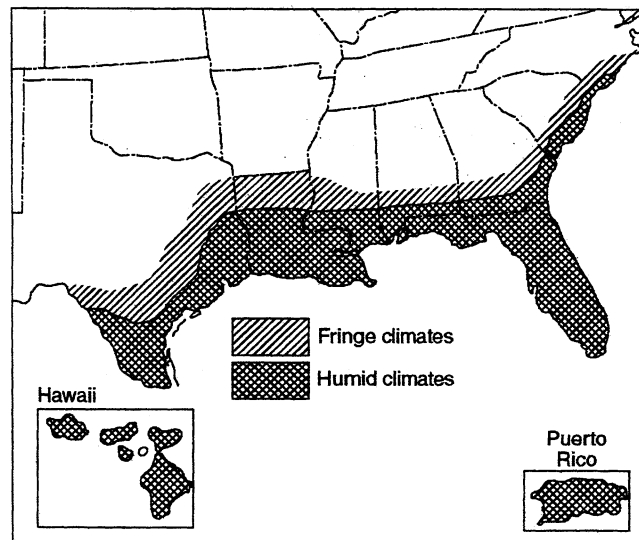 Fringe climates
Humid climates
Hawaii
Puerto
Rico